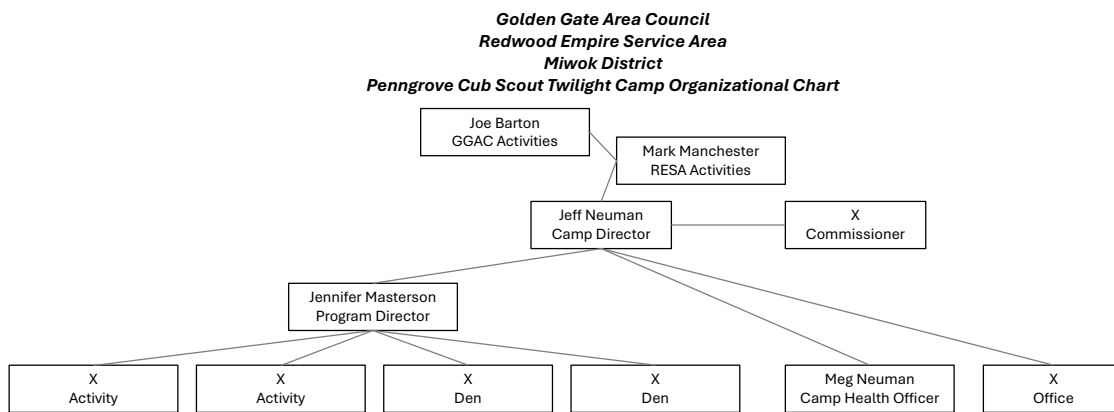 Golden Gate Area Council
Redwood Empire Service Area
Miwok District
Penngrove Cub Scout Twilight Camp Organizational Chart
Joe Barton
GGAC Activities
Mark Manchester
RESA Activities
Jeff Neuman
Camp Director
X
Commissioner
Jennifer Masterson
Program Director
X
Activity
X
Activity
X
Den
X
Den
Meg Neuman
Camp Health Officer
X
Office